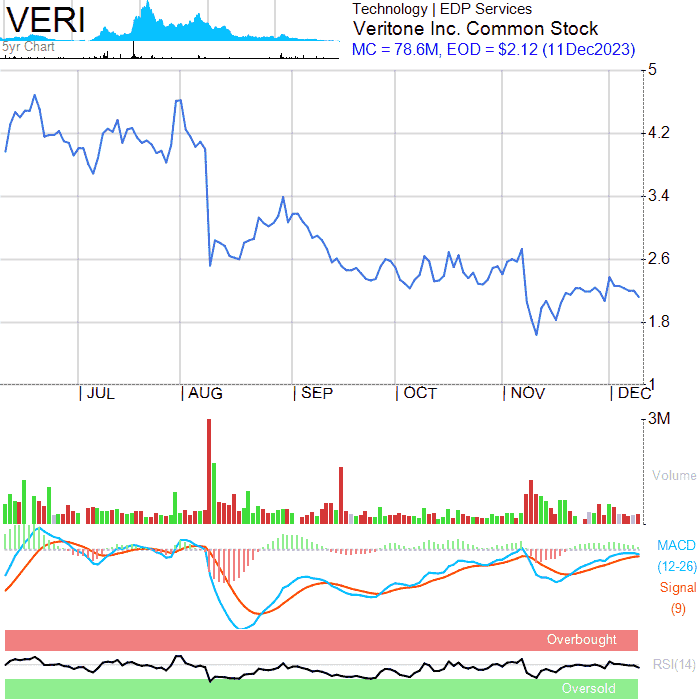 VERI
5yr Chart
Technology | EDP Services
Veritone Inc. Common Stock
MC = 78.6M, EOD = $2.12 (11Dec2023)
5
4.2
3.4
2.6
1.8
1
| JUL | AUG | SEP | OCT | NOV | DEC
3M
Volume
MACD
(12-26)
Signal
(9)
Overbought
RSI(14)
Oversold